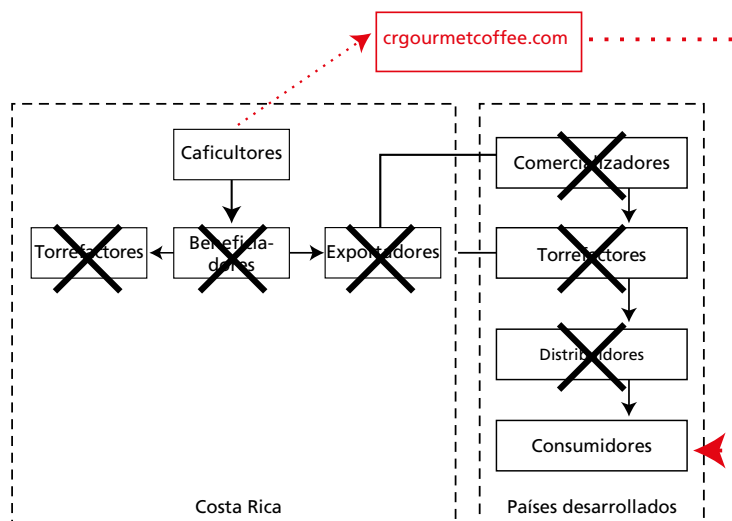 crgourmetcoffee.com
Caficultores
Comercializadores
Torrefactores
Beneficia-
dores
Exportadores
Torrefactores
Distribuidores
Consumidores
Costa Rica
Países desarrollados